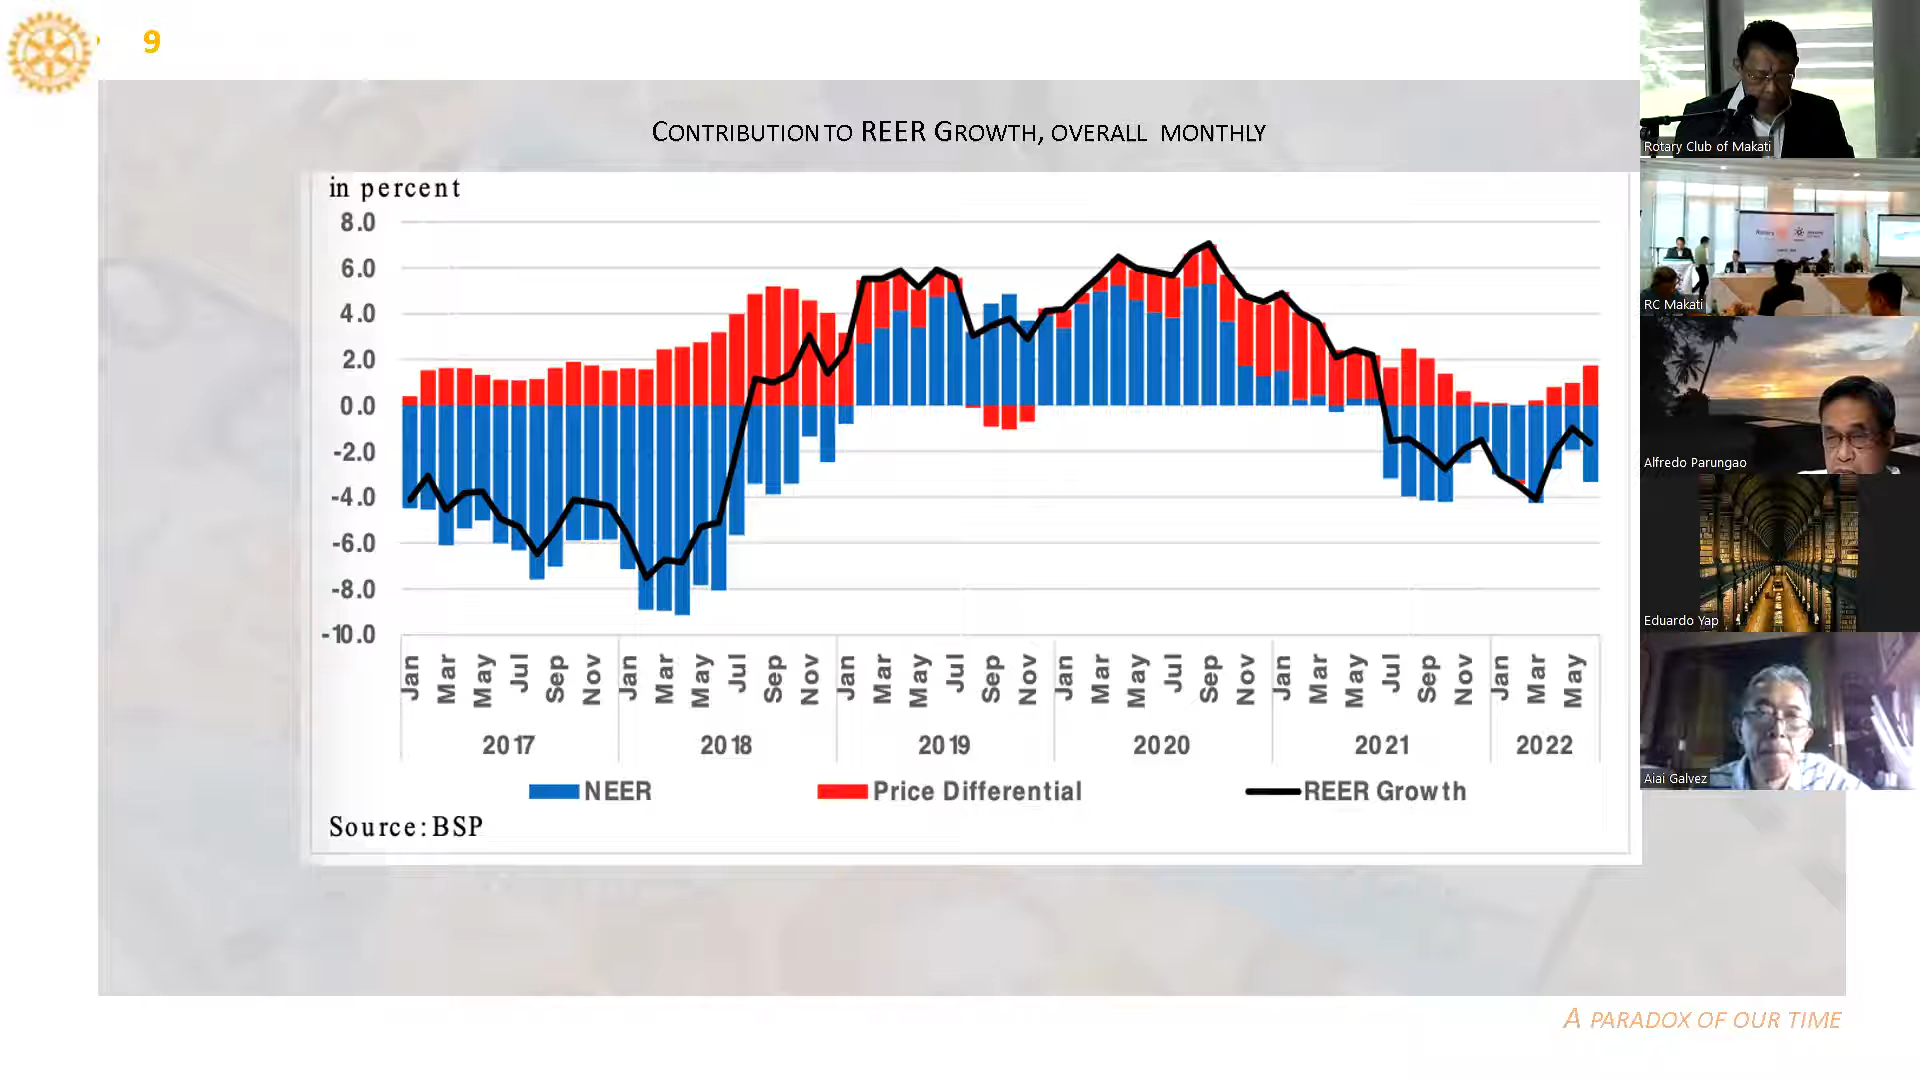 9
CONTRIBUTION TO REER GROWTH, OVERALL MONTHLY
in percent
8.0
6.0
4.0
2.0
0.0
-2.0
-4.0
-6.0
-8.0
-10.0
Jan Mar May Jul Sep Nov Jan Mar May Jul Sep Nov Jan Mar May Jul Sep Nov Jan Mar May Jul Sep Nov Jan Mar May Jul Sep Nov Jan Mar May
2017 2018 2019 2020 2021 2022
NEER Price Differential REER Growth
Source: BSP
A PARADOX OF OUR TIME
Rotary Club of Makati
RC Makati
Alfredo Parungao
Eduardo Yap
Aiai Galvez